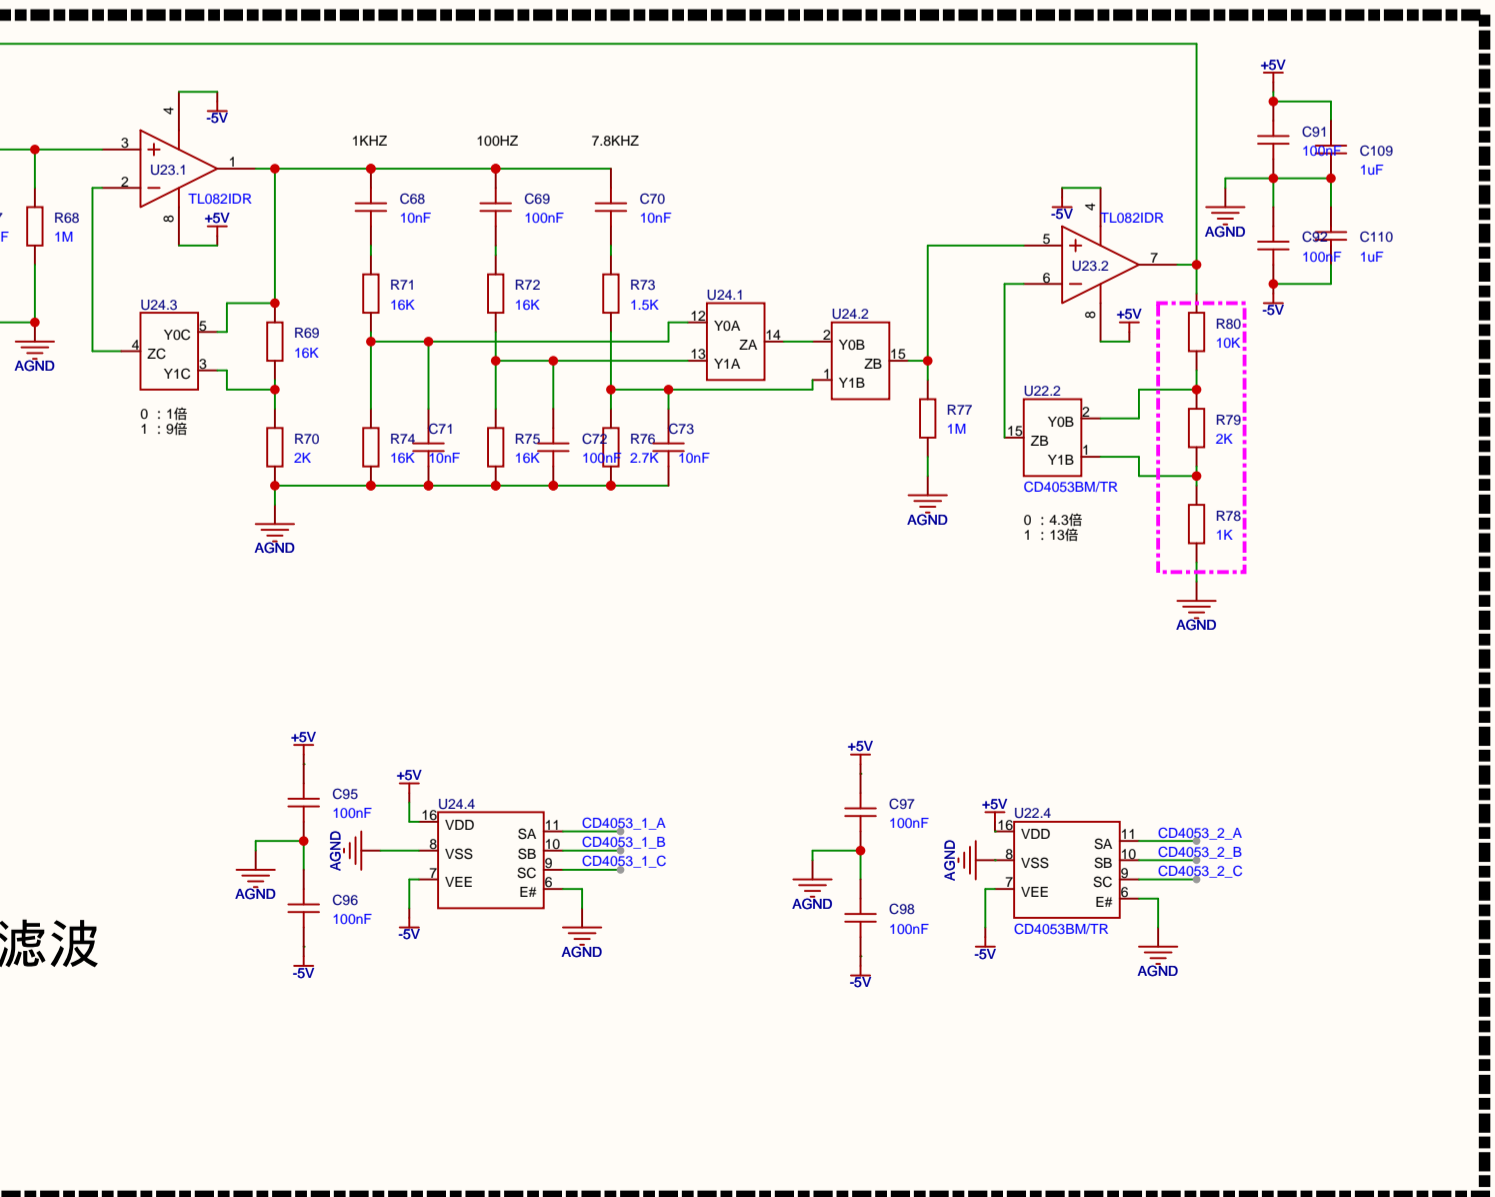 +5V
4
-5V
1KHZ
100HZ
7.8KHZ
C91
100nF
C109
1uF
3
U23.1
1
2
TL082IDR
8
+5V
C68
10nF
C69
100nF
C70
10nF
-5V
4
TL082IDR
AGND
F
R68
1M
5
U23.2
7
6
C92
100nF
C110
1uF
8
+5V
-5V
R71
16K
R72
16K
R73
1.5K
U24.1
12
Y0A
14
ZA
13
Y1A
U24.2
2
Y0B
15
ZB
1
Y1B
U24.3
Y0C
5
4
ZC
Y1C
3
R69
16K
R80
10K
AGND
0 : 1倍
1 : 9倍
R70
2K
R74
16K
C71
10nF
R75
16K
C72
100nF
R76
2.7K
C73
10nF
R77
1M
U22.2
Y0B
2
15
ZB
Y1B
1
CD4053BM/TR
R79
2K
0 : 4.3倍
1 : 13倍
R78
1K
AGND
AGND
AGND
+5V
C95
100nF
AGND
C96
100nF
-5V
+5V
U24.4
16
VDD
SA
11
CD4053_1_A
AGND
8
VSS
SB
10
CD4053_1_B
SC
9
CD4053_1_C
7
VEE
E#
6
-5V
AGND
+5V
C97
100nF
AGND
C98
100nF
-5V
+5V
U22.4
16
VDD
SA
11
CD4053_2_A
AGND
8
VSS
SB
10
CD4053_2_B
SC
9
CD4053_2_C
7
VEE
E#
6
CD4053BM/TR
-5V
AGND
滤波